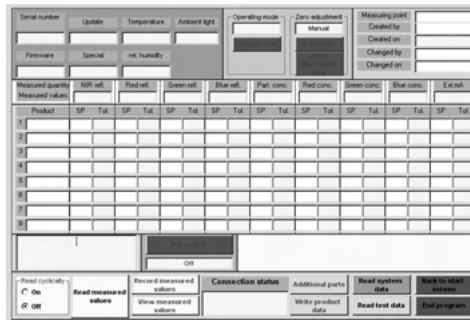 Serial number
Update
Temperature
Ambient light
Operating mode
Zero adjustment
Manual
Measuring point
Created by
Created on
Changed by
Changed on
Firmware
Special
rel. humidity
Measured quantity
NIR refl.
Red refl.
Green refl.
Blue refl.
Part. conc.
Red conc.
Green conc.
Blue conc.
Ext.nA
Measured values
Product
SP Tol. SP Tol. SP Tol. SP Tol. SP Tol. SP Tol. SP Tol. SP Tol. SP Tol.
1
2
3
4
5
6
7
8
Off
Read cyclically
On
Off
Read measured values
Record measured values
View measured values
Connection status
Additional parts
Write product data
Read system data
Read test data
Back to start screen
End program